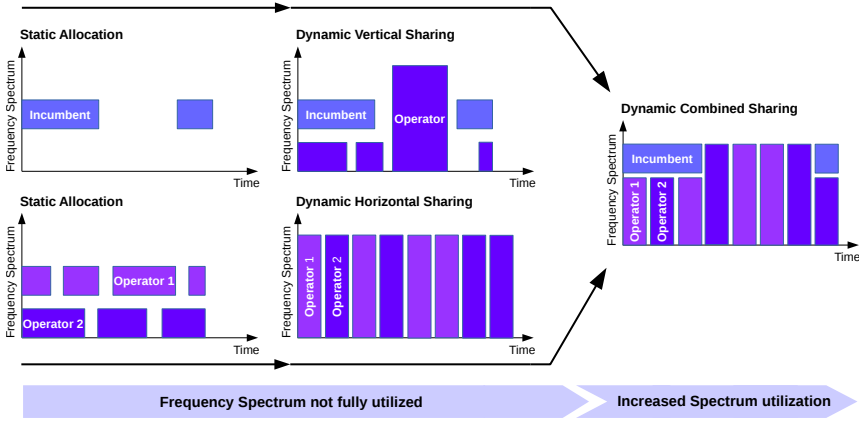 Static Allocation
Frequency Spectrum
Incumbent
Time
Dynamic Vertical Sharing
Frequency Spectrum
Incumbent
Operator
Time
Static Allocation
Frequency Spectrum
Operator 1
Operator 2
Time
Dynamic Horizontal Sharing
Frequency Spectrum
Operator 1
Operator 2
Time
Dynamic Combined Sharing
Frequency Spectrum
Incumbent
Operator 1
Operator 2
Time
Frequency Spectrum not fully utilized
Increased Spectrum utilization